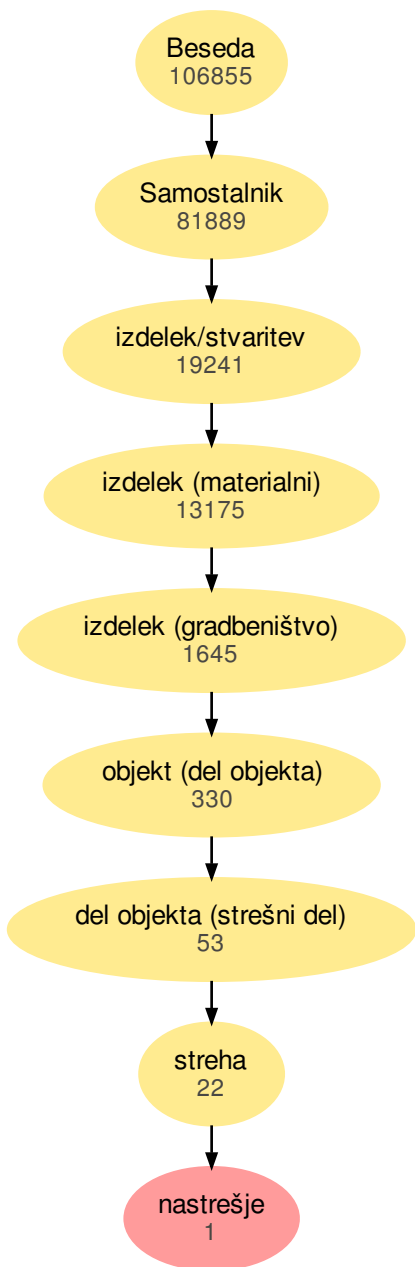 Beseda
106855
Samostalnik
81889
izdelek/stvaritev
19241
izdelek (materialni)
13175
izdelek (gradbeništvo)
1645
objekt (del objekta)
330
del objekta (strešni del)
53
streha
22
nastrešje
1